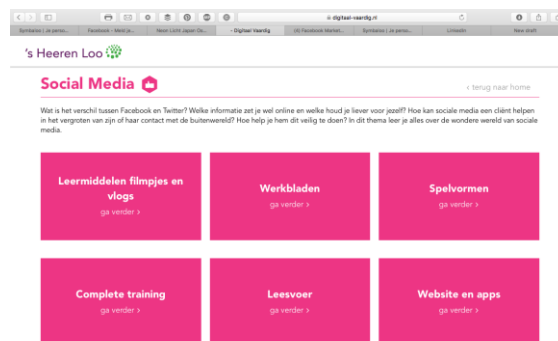 digitaal-vaardig.nl
Digitaal Vaardig
LinkedIn
's Heeren Loo
Social Media
< terug naar home
Wat is het verschil tussen Facebook en Twitter? Welke informatie zet je wel online en welke houd je liever voor jezelf? Hoe kan sociale media een cliënt helpen
in het vergroten van zijn of haar contact met de buitenwereld? Hoe help je hem dit veilig te doen? In dit thema leer je alles over de wondere wereld van sociale
media.
Leermiddelen filmpjes en
vlogs
ga verder >
Werkbladen
ga verder >
Spelvormen
ga verder >
Complete training
ga verder >
Leesvoer
ga verder >
Website en apps
ga verder >